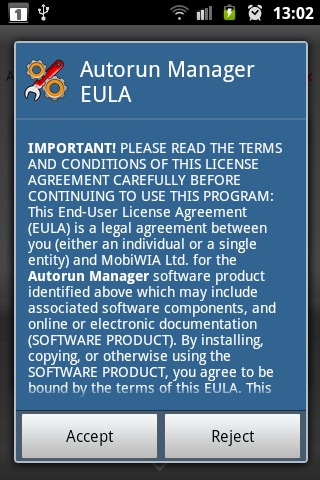 1 13:02
Autorun Manager
EULA
IMPORTANT! PLEASE READ THE TERMS
AND CONDITIONS OF THIS LICENSE
AGREEMENT CAREFULLY BEFORE
CONTINUING TO USE THIS PROGRAM:
This End-User License Agreement
(EULA) is a legal agreement between
you (either an individual or a single
entity) and MobiWIA Ltd. for the
Autorun Manager software product
identified above which may include
associated software components, and
online or electronic documentation
(SOFTWARE PRODUCT). By installing,
copying, or otherwise using the
SOFTWARE PRODUCT, you agree to be
bound by the terms of this EULA. This
Accept Reject